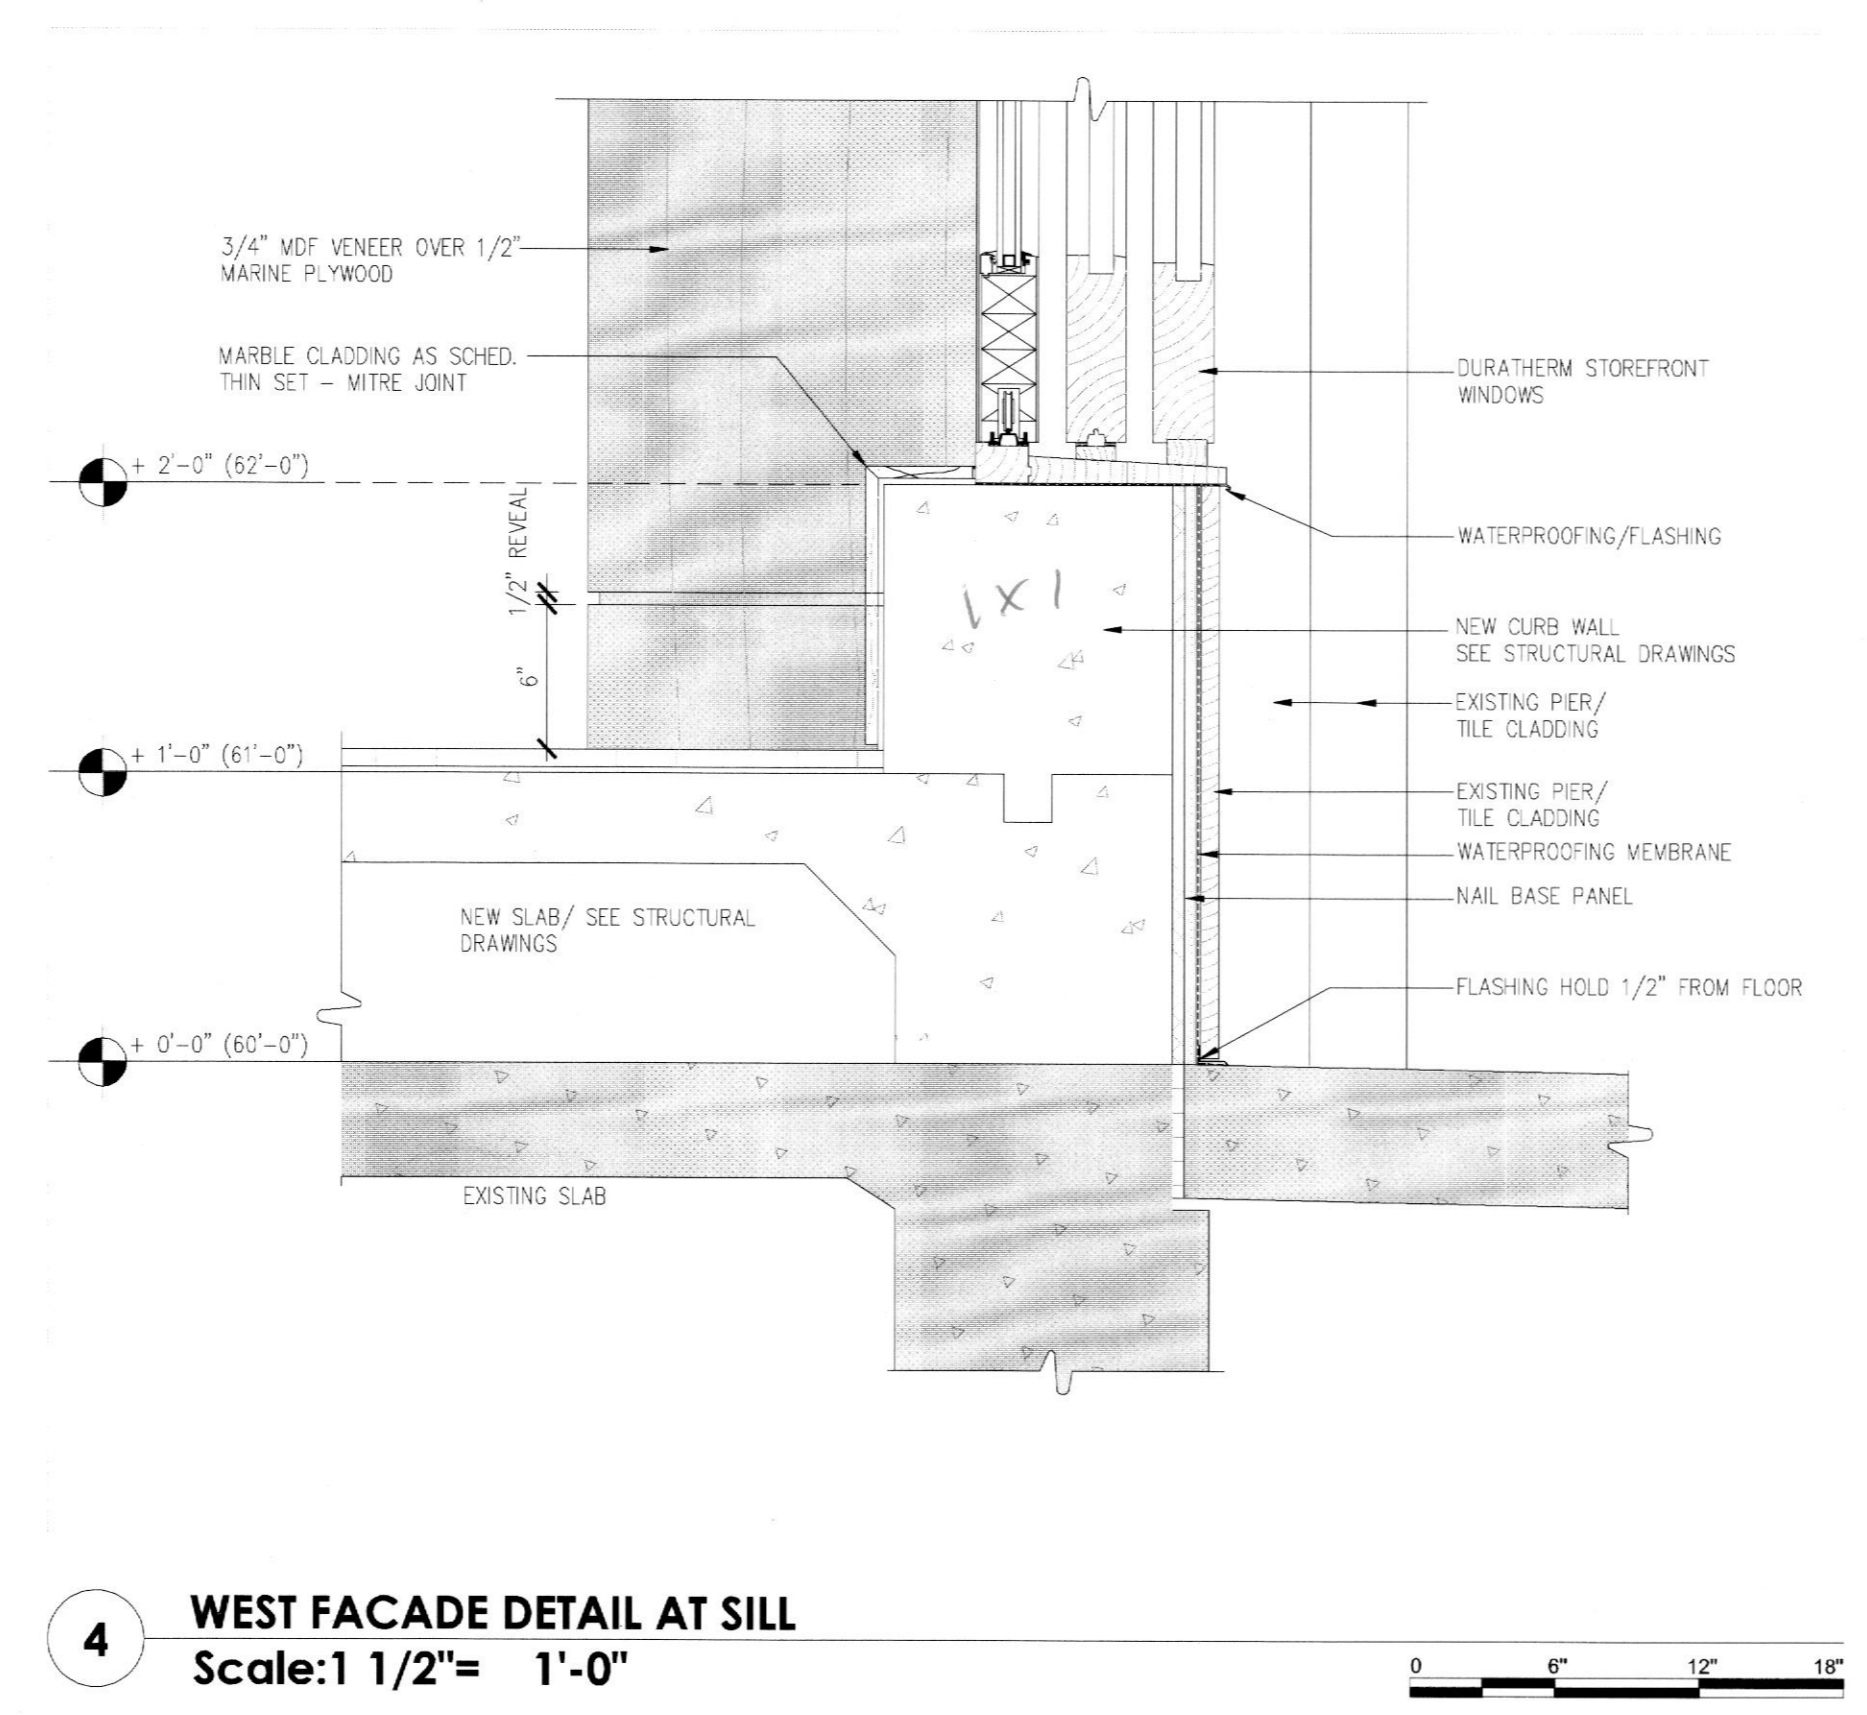 3/4" MDF VENEER OVER 1/2"
MARINE PLYWOOD
MARBLE CLADDING AS SCHED.
THIN SET – MITRE JOINT
DURATHERM STOREFRONT
WINDOWS
+ 2'-0" (62'-0")
1/2" REVEAL
WATERPROOFING/FLASHING
1 X 1
NEW CURB WALL
SEE STRUCTURAL DRAWINGS
6"
EXISTING PIER/
TILE CLADDING
+ 1'-0" (61'-0")
EXISTING PIER/
TILE CLADDING
WATERPROOFING MEMBRANE
NAIL BASE PANEL
NEW SLAB/ SEE STRUCTURAL
DRAWINGS
FLASHING HOLD 1/2" FROM FLOOR
+ 0'-0" (60'-0")
EXISTING SLAB
4
WEST FACADE DETAIL AT SILL
Scale:1 1/2"= 1'-0"
0 6" 12" 18"